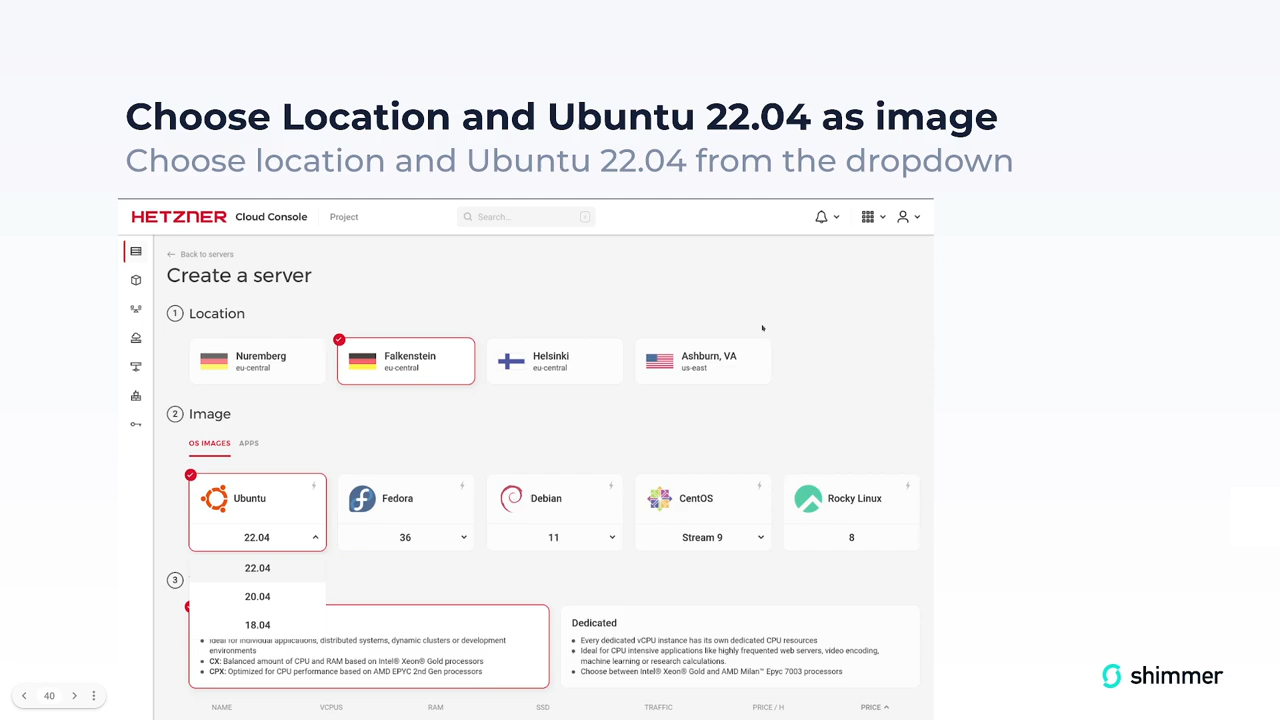 Choose Location and Ubuntu 22.04 as image
Choose location and Ubuntu 22.04 from the dropdown
HETZNER Cloud Console Project Search...
← Back to servers
Create a server
1 Location
Nuremberg
eu-central
Falkenstein
eu-central
Helsinki
eu-central
Ashburn, VA
us-east
2 Image
OS IMAGES APPS
Ubuntu Fedora Debian CentOS Rocky Linux
22.04 36 11 Stream 9 8
22.04
3
20.04
18.04
Ideal for individual applications, distributed systems, dynamic clusters or development
environments
• CX: Balanced amount of CPU and RAM based on Intel® Xeon® Gold processors
• CPX: Optimized for CPU performance based on AMD EPYC 2nd Gen processors
Dedicated
• Every dedicated vCPU instance has its own dedicated CPU resources
• Ideal for CPU intensive applications like highly frequented web servers, video encoding,
machine learning or research calculations.
• Choose between Intel® Xeon® Gold and AMD Milan™ Epyc 7003 processors
NAME VCPUS RAM SSD TRAFFIC PRICE / H PRICE
40
shimmer